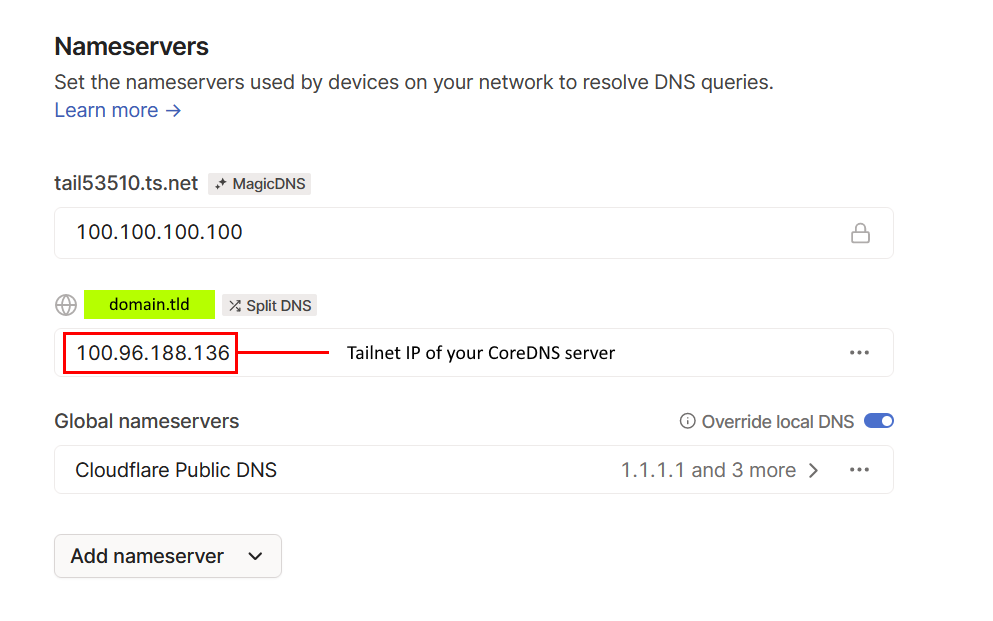 Nameservers
Set the nameservers used by devices on your network to resolve DNS queries.
Learn more →
tail53510.ts.net MagicDNS
100.100.100.100
domain.tld Split DNS
100.96.188.136 Tailnet IP of your CoreDNS server
Global nameservers Override local DNS
Cloudflare Public DNS 1.1.1.1 and 3 more
Add nameserver